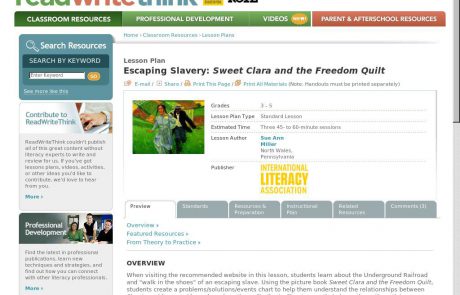 readwritethink
CLASSROOM RESOURCES
PROFESSIONAL DEVELOPMENT
VIDEOS New!
PARENT & AFTERSCHOOL RESOURCES
Home › Classroom Resources › Lesson Plans
Search Resources
SEARCH BY KEYWORD
Enter Keyword
GO
See more like this
Contribute to
ReadWriteThink
ReadWriteThink couldn't publish
all of this great content without
literacy experts to write and
review for us. If you've got
lessons plans, videos, activities,
or other ideas you'd like to
contribute, we'd love to hear
from you.
More ›
Professional
Development
Find the latest in professional
publications, learn new
techniques and strategies, and
find out how you can connect
with other literacy professionals.
More ›
Lesson Plan
Escaping Slavery: Sweet Clara and the Freedom Quilt
E-mail / Share / Print This Page / Print All Materials (Note: Handouts must be printed separately)
Grades 3 - 5
Lesson Plan Type Standard Lesson
Estimated Time Three 45- to 60-minute sessions
Lesson Author Sue Ann
Miller
North Wales,
Pennsylvania
Publisher
INTERNATIONAL
LITERACY
ASSOCIATION
Preview
Standards
Resources &
Preparation
Instructional
Plan
Related
Resources
Comments (3)
Overview ›
Featured Resources ›
From Theory to Practice ›
OVERVIEW
When visiting the recommended website in this lesson, students learn about the Underground Railroad
and "walk in the shoes" of an escaping slave. Using the picture book Sweet Clara and the Freedom Quilt,
students create a problems/solutions/events chart to help them understand the relationships between